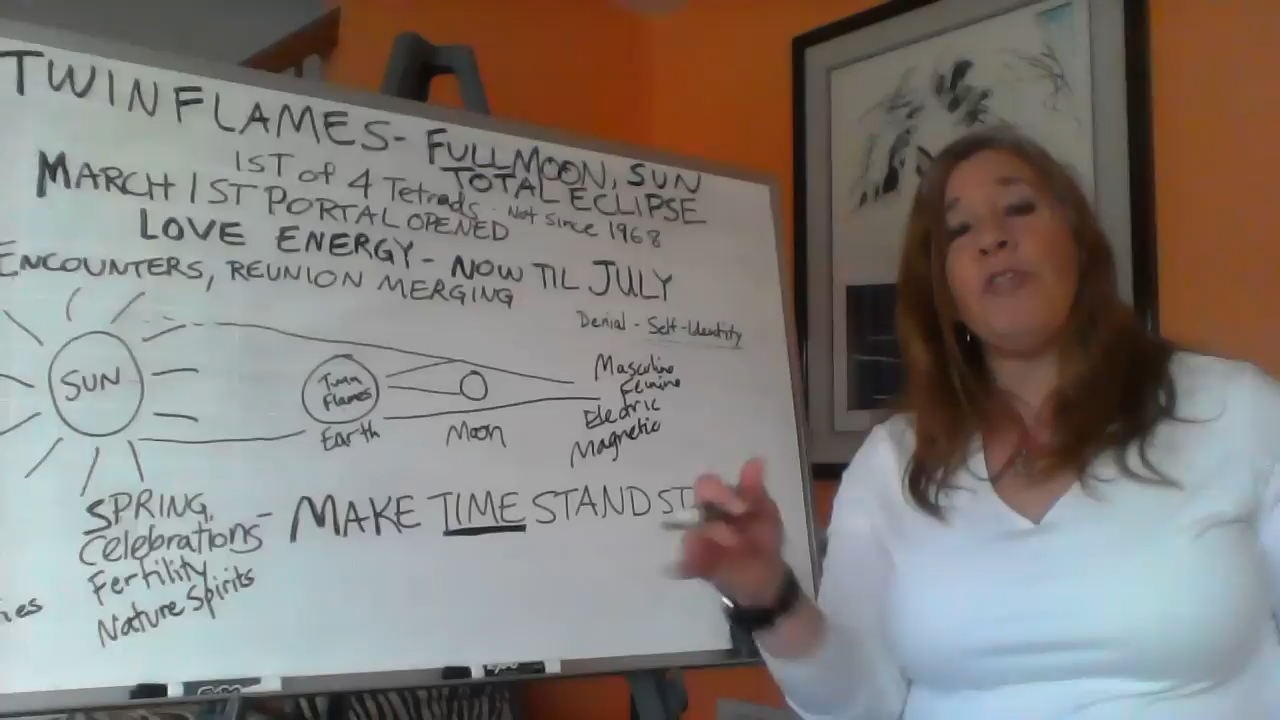 TWIN FLAMES - FULL MOON, SUN
TOTAL ECLIPSE
1ST of 4 Tetrads. Not since 1968
MARCH 1ST PORTAL OPENED
LOVE ENERGY - NOW TIL JULY
ENCOUNTERS, REUNION MERGING
Denial - Self-Identity
SUN
Twin
Flames
Earth
Moon
Masculine
Electric
Magnetic
SPRING,
Celebrations -
Fertility
Nature Spirits
MAKE TIME STAND ST
ies